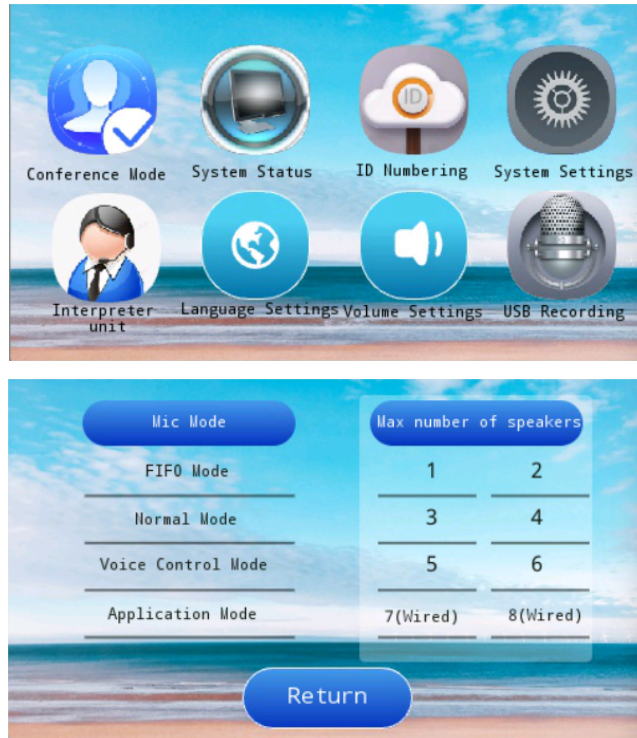 ID
Conference Mode
System Status
ID Numbering
System Settings
Interpreter
unit
Language Settings
Volume Settings
USB Recording
Mic Mode
Max number of speakers
FIFO Mode
1
2
Normal Mode
3
4
Voice Control Mode
5
6
Application Mode
7(Wired)
8(Wired)
Return